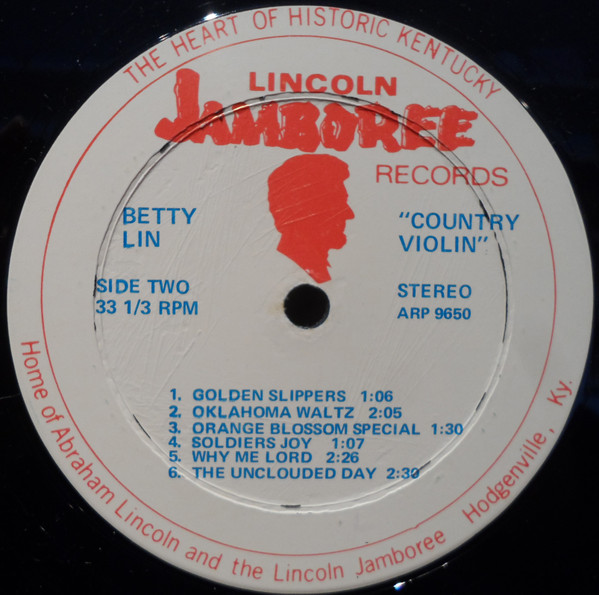 THE HEART OF HISTORIC KENTUCKY
LINCOLN
JAMBOREE
RECORDS
BETTY
LIN
"COUNTRY
VIOLIN"
SIDE TWO
33 1/3 RPM
STEREO
ARP 9650
1. GOLDEN SLIPPERS 1:06
2. OKLAHOMA WALTZ 2:05
3. ORANGE BLOSSOM SPECIAL 1:30
4. SOLDIERS JOY 1:07
5. WHY ME LORD 2:26
6. THE UNCLOUDED DAY 2:30
Home of Abraham Lincoln and the Lincoln Jamboree Hodgenville, Ky.